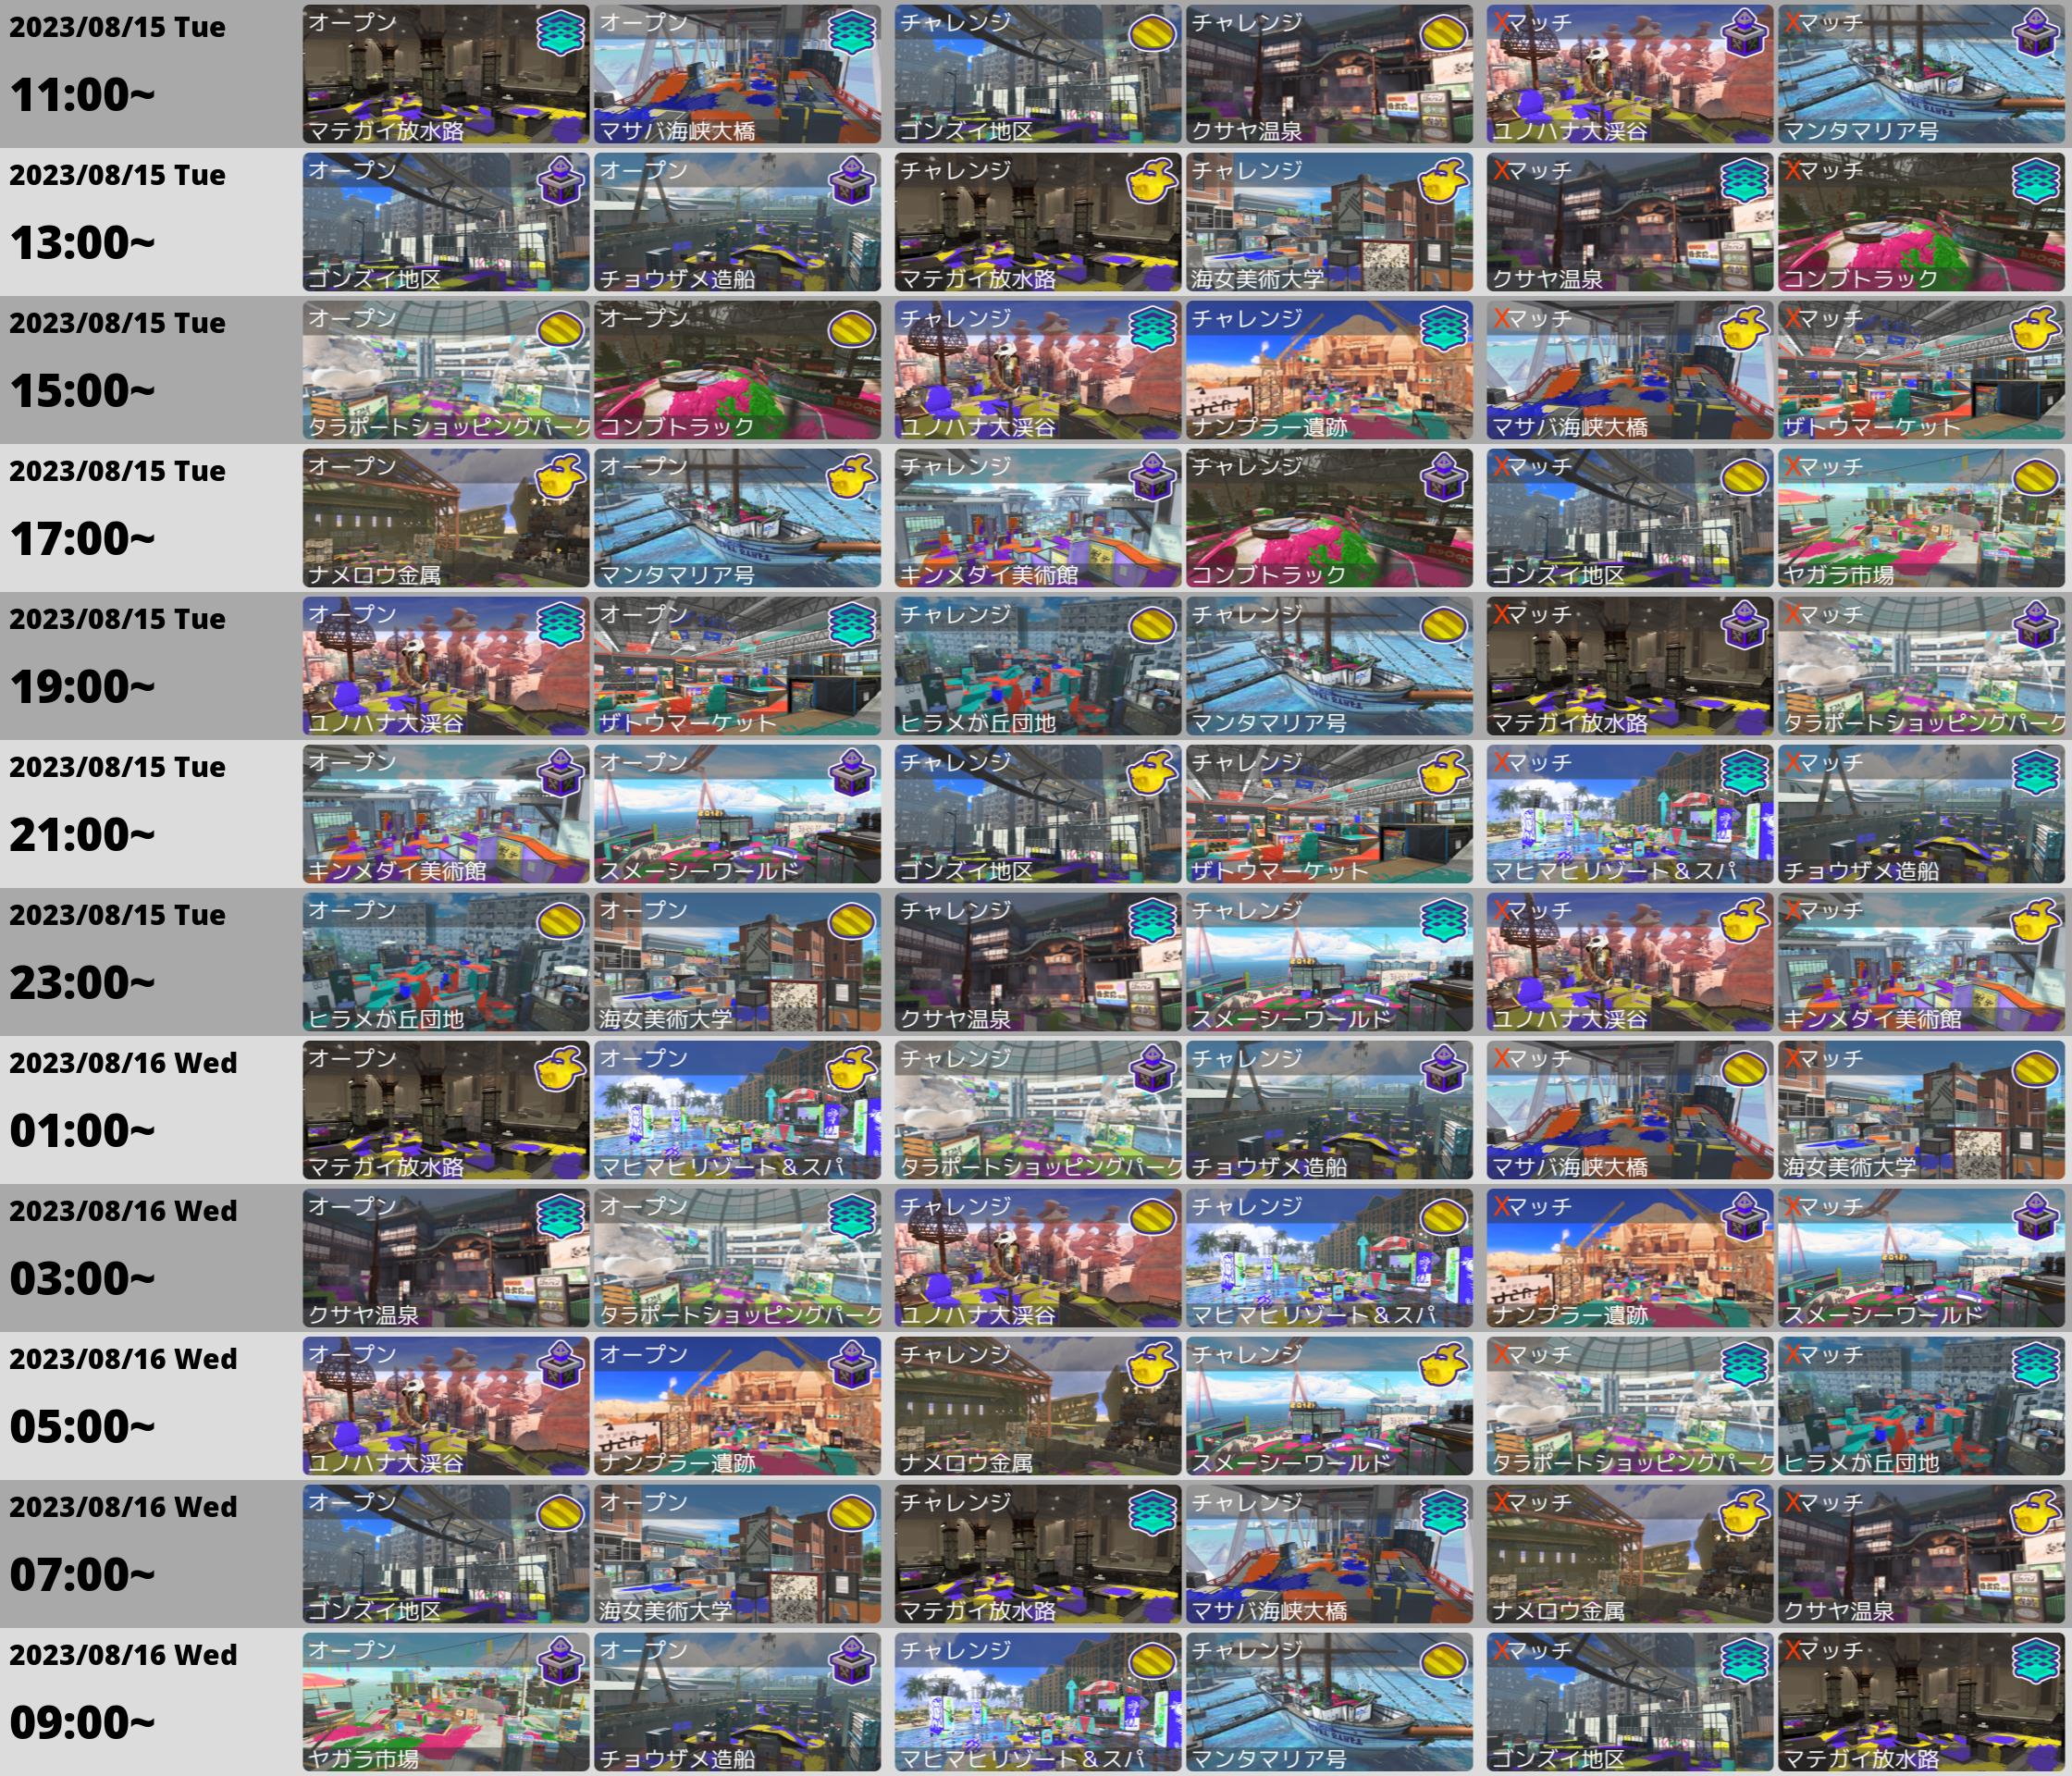 2023/08/15 Tue
11:00~
オープン
マテガイ放水路
オープン
マサバ海峡大橋
チャレンジ
ゴンズイ地区
チャレンジ
クサヤ温泉
Xマッチ
ユノハナ大渓谷
Xマッチ
マンタマリア号
2023/08/15 Tue
13:00~
オープン
ゴンズイ地区
オープン
チョウザメ造船
チャレンジ
マテガイ放水路
チャレンジ
海女美術大学
Xマッチ
クサヤ温泉
Xマッチ
コンブトラック
2023/08/15 Tue
15:00~
オープン
タラポートショッピングパーク
オープン
コンブトラック
チャレンジ
ユノハナ大渓谷
チャレンジ
ナンプラー遺跡
Xマッチ
マサバ海峡大橋
Xマッチ
ザトウマーケット
2023/08/15 Tue
17:00~
オープン
ナメロウ金属
オープン
マンタマリア号
チャレンジ
キンメダイ美術館
チャレンジ
コンブトラック
Xマッチ
ゴンズイ地区
Xマッチ
ヤガラ市場
2023/08/15 Tue
19:00~
オープン
ユノハナ大渓谷
オープン
ザトウマーケット
チャレンジ
ヒラメが丘団地
チャレンジ
マンタマリア号
Xマッチ
マテガイ放水路
Xマッチ
タラポートショッピングパーク
2023/08/15 Tue
21:00~
オープン
キンメダイ美術館
オープン
スメーシーワールド
チャレンジ
ゴンズイ地区
チャレンジ
ザトウマーケット
Xマッチ
マヒマヒリゾート＆スパ
Xマッチ
チョウザメ造船
2023/08/15 Tue
23:00~
オープン
ヒラメが丘団地
オープン
海女美術大学
チャレンジ
クサヤ温泉
チャレンジ
スメーシーワールド
Xマッチ
ユノハナ大渓谷
Xマッチ
キンメダイ美術館
2023/08/16 Wed
01:00~
オープン
マテガイ放水路
オープン
マヒマヒリゾート＆スパ
チャレンジ
タラポートショッピングパーク
チャレンジ
チョウザメ造船
Xマッチ
マサバ海峡大橋
Xマッチ
海女美術大学
2023/08/16 Wed
03:00~
オープン
クサヤ温泉
オープン
タラポートショッピングパーク
チャレンジ
ユノハナ大渓谷
チャレンジ
マヒマヒリゾート＆スパ
Xマッチ
ナンプラー遺跡
Xマッチ
スメーシーワールド
2023/08/16 Wed
05:00~
オープン
ユノハナ大渓谷
オープン
ナンプラー遺跡
チャレンジ
ナメロウ金属
チャレンジ
スメーシーワールド
Xマッチ
タラポートショッピングパーク
Xマッチ
ヒラメが丘団地
2023/08/16 Wed
07:00~
オープン
ゴンズイ地区
オープン
海女美術大学
チャレンジ
マテガイ放水路
チャレンジ
マサバ海峡大橋
Xマッチ
ナメロウ金属
Xマッチ
クサヤ温泉
2023/08/16 Wed
09:00~
オープン
ヤガラ市場
オープン
チョウザメ造船
チャレンジ
マヒマヒリゾート＆スパ
チャレンジ
マンタマリア号
Xマッチ
ゴンズイ地区
Xマッチ
マテガイ放水路